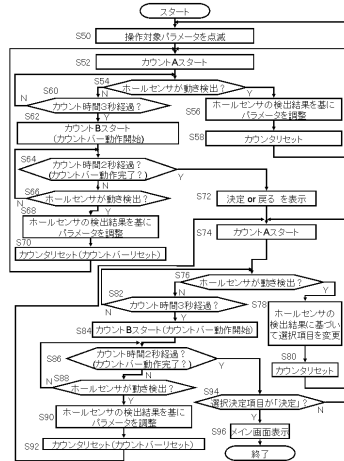 スタート
S50
操作対象パラメータを点滅
S52
カウントAスタート
S54
ホールセンサが動き検出?
N
Y
S60
カウント時間3秒経過?
N
Y
S56
ホールセンサの検出結果を基に
パラメータを調整
S62
カウントBスタート
(カウントバー動作開始)
S58
カウンタリセット
S64
カウント時間2秒経過?
(カウントバー動作完了?)
N
Y
S66
ホールセンサが動き検出?
N
Y
S72
決定 or 戻る を表示
S68
ホールセンサの検出結果を基に
パラメータを調整
S74
カウントAスタート
S70
カウンタリセット(カウントバーリセット)
S76
ホールセンサが動き検出?
N
Y
S82
カウント時間3秒経過?
N
Y
S78
ホールセンサの
検出結果に基づい
て選択項目を変更
S84
カウントBスタート(カウントバー動作開始)
S86
カウント時間2秒経過?
(カウントバー動作完了?)
N
Y
S80
カウンタリセット
S88
ホールセンサが動き検出?
N
Y
S94
選択決定項目が「決定」?
N
Y
S90
ホールセンサの検出結果を基に
パラメータを調整
S96
メイン画面表示
S92
カウンタリセット(カウントバーリセット)
終了